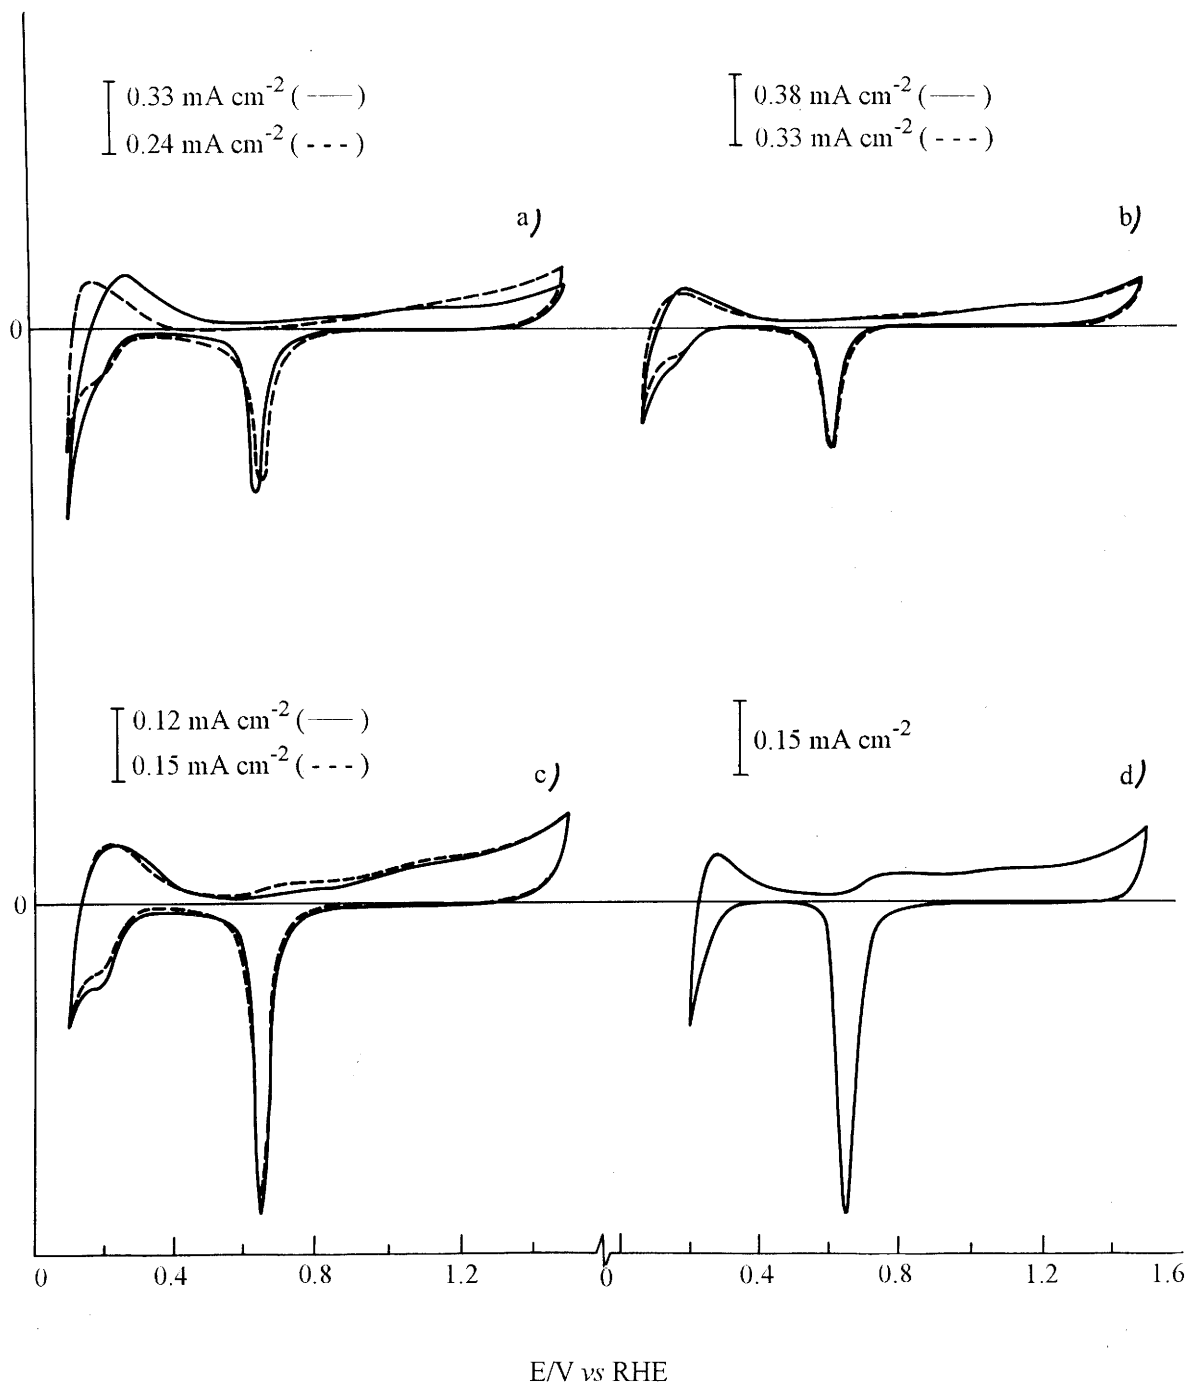 0.33 mA cm-2 ( —— )
0.24 mA cm-2 ( - - - )
a)
0.38 mA cm-2 ( —— )
0.33 mA cm-2 ( - - - )
b)
0
0.12 mA cm-2 ( —— )
0.15 mA cm-2 ( - - - )
c)
0.15 mA cm-2
d)
0
0 0.4 0.8 1.2 0 0.4 0.8 1.2 1.6
E/V vs RHE